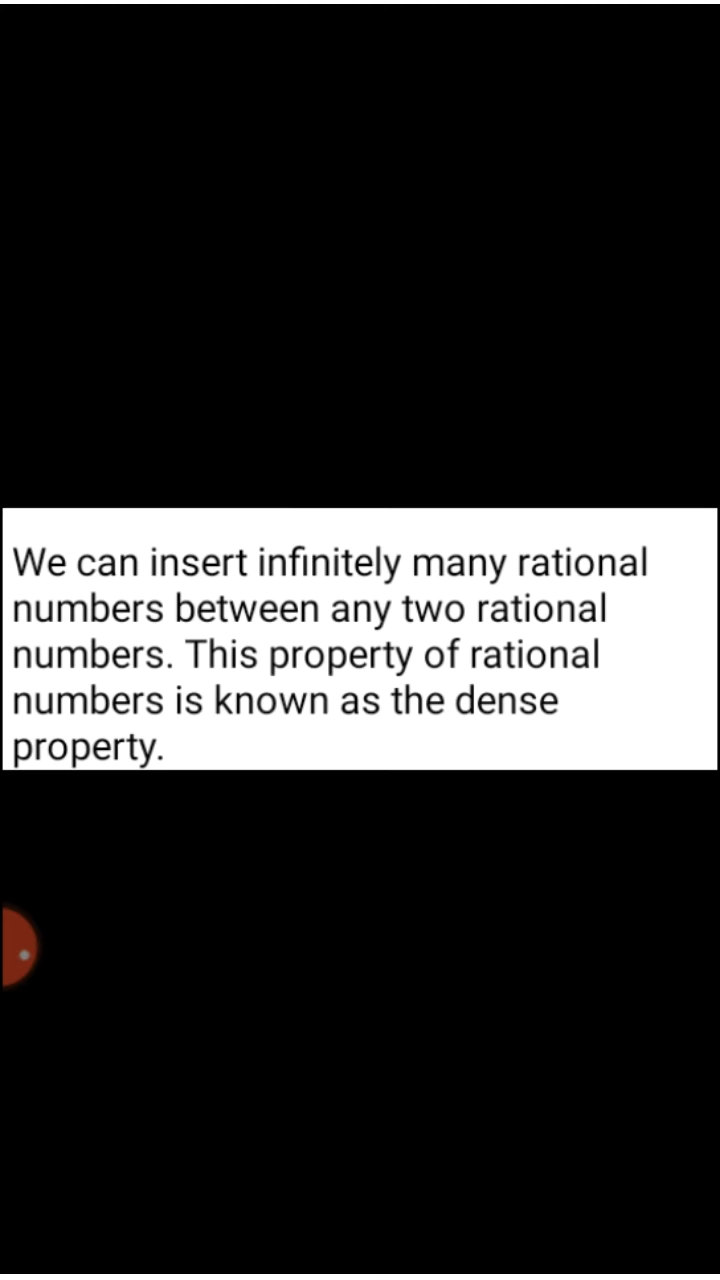 We can insert infinitely many rational
numbers between any two rational
numbers. This property of rational
numbers is known as the dense
property.